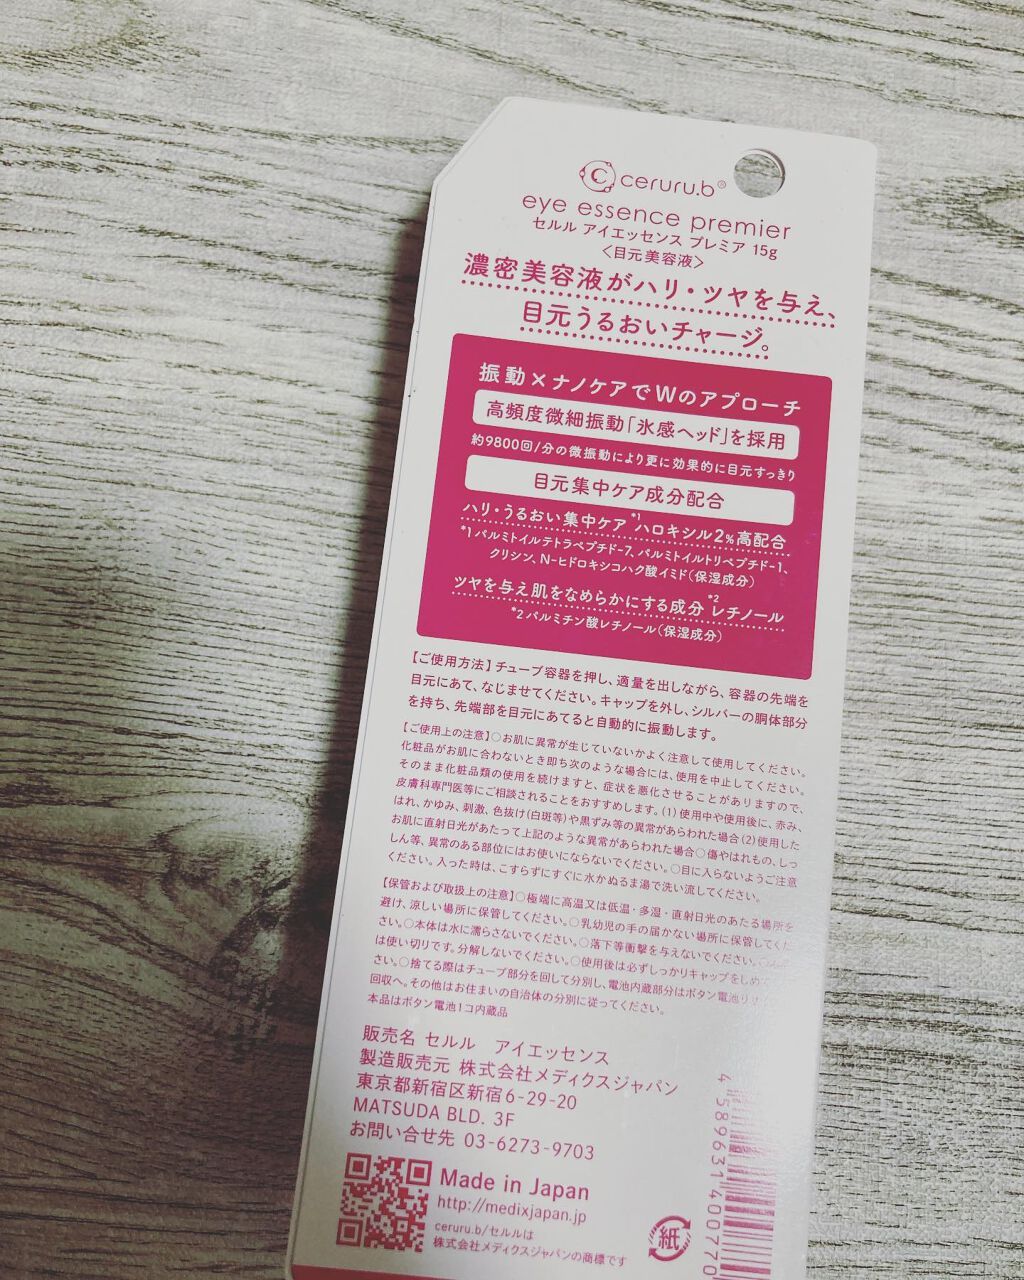 ceruru.b®
eye essence premier
セルル アイエッセンス プレミア 15g
〈目元美容液〉
濃密美容液がハリ・ツヤを与え、
目元うるおいチャージ。
振動×ナノケアでWのアプローチ
高頻度微細振動「氷感ヘッド」を採用
約9800回/分の微振動により更に効果的に目元すっきり
目元集中ケア成分配合
ハリ・うるおい集中ケア *1ハロキシル2%高配合
*1 パルミトイルテトラペプチド-7、パルミトイルトリペプチド-1、
クリシン、N-ヒドロキシコハク酸イミド(保湿成分)
ツヤを与え肌をなめらかにする成分 *2レチノール
*2 パルミチン酸レチノール(保湿成分)
【ご使用方法】チューブ容器を押し、適量を出しながら、容器の先端を
目元にあて、なじませてください。キャップを外し、シルバーの胴体部分
を持ち、先端部を目元にあてると自動的に振動します。
【ご使用上の注意】○お肌に異常が生じていないかよく注意して使用してください。
化粧品がお肌に合わないとき即ち次のような場合には、使用を中止してください。
そのまま化粧品類の使用を続けますと、症状を悪化させることがありますので、
皮膚科専門医等にご相談されることをおすすめします。(1)使用中や使用後に、赤み、
はれ、かゆみ、刺激、色抜け(白斑等)や黒ずみ等の異常があらわれた場合(2)使用した
お肌に直射日光があたって上記のような異常があらわれた場合○傷やはれもの、しっ
しん等、異常のある部位にはお使いにならないでください。○目に入らないようご注意
ください。入った時は、こすらずにすぐに水かぬるま湯で洗い流してください。
【保管および取扱上の注意】○極端に高温又は低温・多湿・直射日光のあたる場所を
避け、涼しい場所に保管してください。○乳幼児の手の届かない場所に保管してくだ
さい。○本体は水に濡らさないでください。○落下等衝撃を与えないでください。
は使い切りです。分解しないでください。○使用後は必ずしっかりキャップをしめ
さい。○捨てる際はチューブ部分を回して分別し、電池内蔵部分はボタン電池
回収へ。その他はお住まいの自治体の分別に従ってください。
本品はボタン電池1コ内蔵品
販売名 セルル アイエッセンス
製造販売元 株式会社メディクスジャパン
東京都新宿区新宿6-29-20
MATSUDA BLD. 3F
お問い合せ先 03-6273-9703
Made in Japan
http://medixjapan.jp
ceruru.b/セルルは
株式会社メディクスジャパンの商標です
紙
4 589631 400770